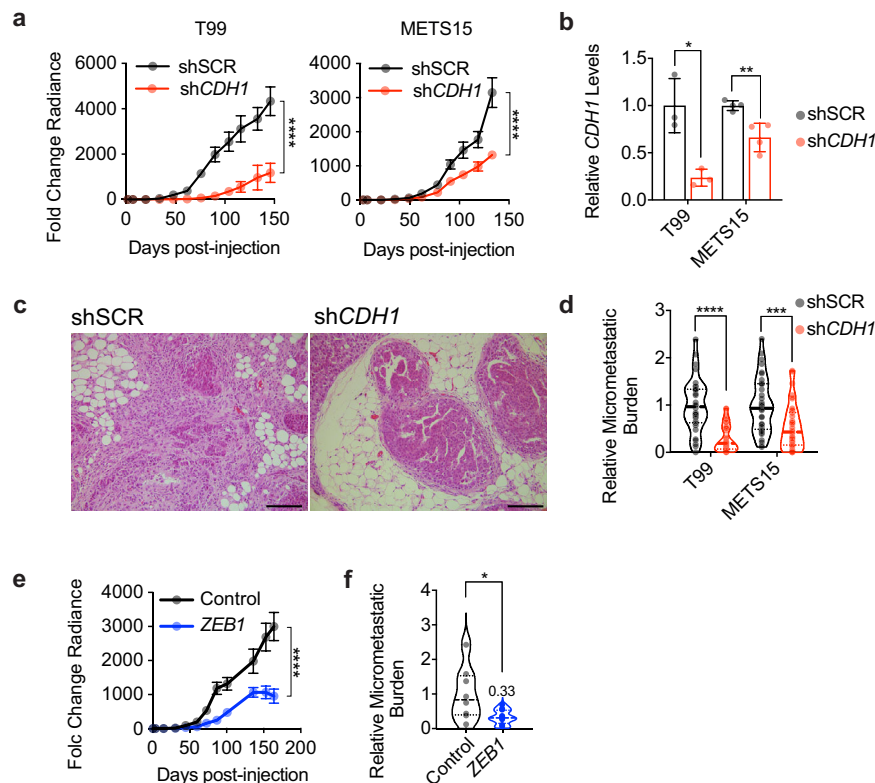 a
T99
shSCR
shCDH1
Fold Change Radiance
6000
4000
2000
0
0 50 100 150
Days post-injection
****
METS15
shSCR
shCDH1
4000
3000
2000
1000
0
0 50 100 150
Days post-injection
****
b
Relative CDH1 Levels
1.5
1.0
0.5
0.0
* **
T99
METS15
shSCR
shCDH1
c
shSCR
shCDH1
d
Relative Micrometastatic
Burden
3
2
1
0
**** ***
T99
METS15
shSCR
shCDH1
e
Folc Change Radiance
4000
3000
2000
1000
0
0 50 100 150 200
Days post-injection
Control
ZEB1
****
f
Relative Micrometastatic
Burden
4
3
2
1
0
*
0.33
Control
ZEB1